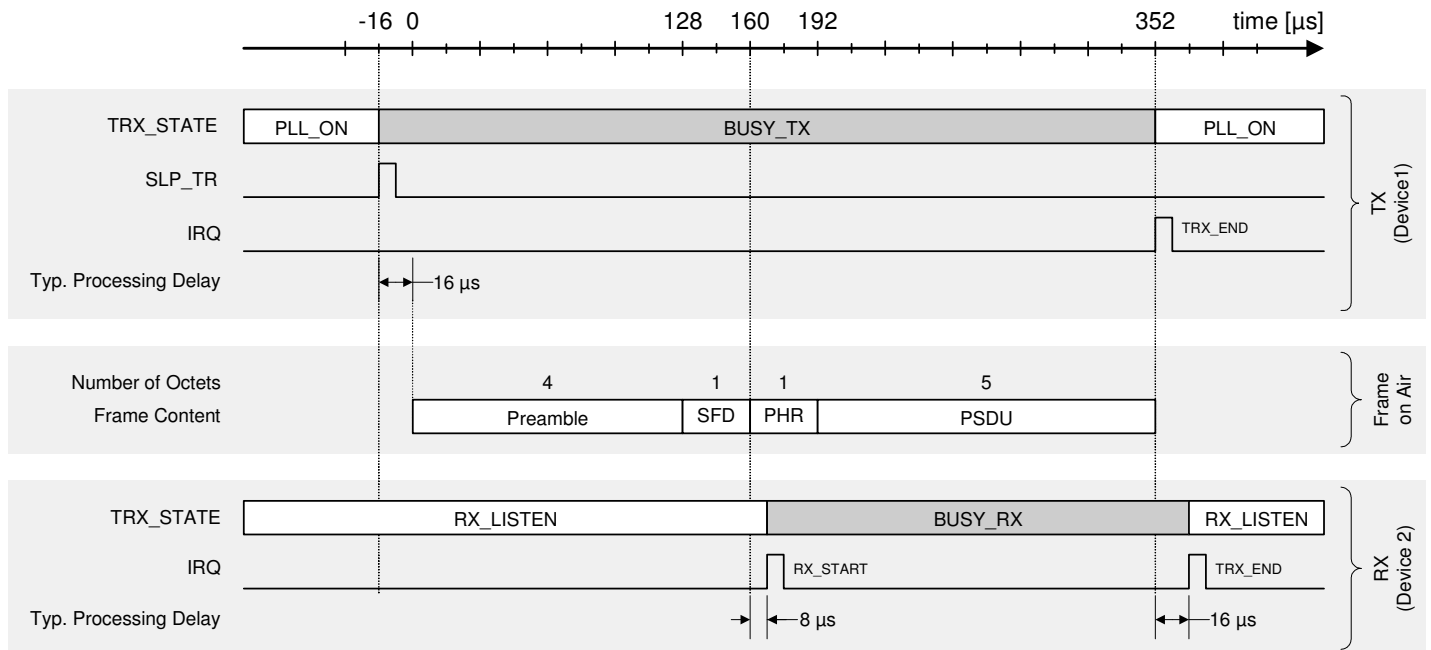 -16 0 128 160 192 352 time [µs]
TRX_STATE PLL_ON BUSY_TX PLL_ON
SLP_TR
IRQ TRX_END
Typ. Processing Delay 16 µs
TX
(Device1)
Number of Octets 4 1 1 5
Frame Content Preamble SFD PHR PSDU
Frame
on Air
TRX_STATE RX_LISTEN BUSY_RX RX_LISTEN
IRQ RX_START TRX_END
Typ. Processing Delay 8 µs 16 µs
RX
(Device 2)